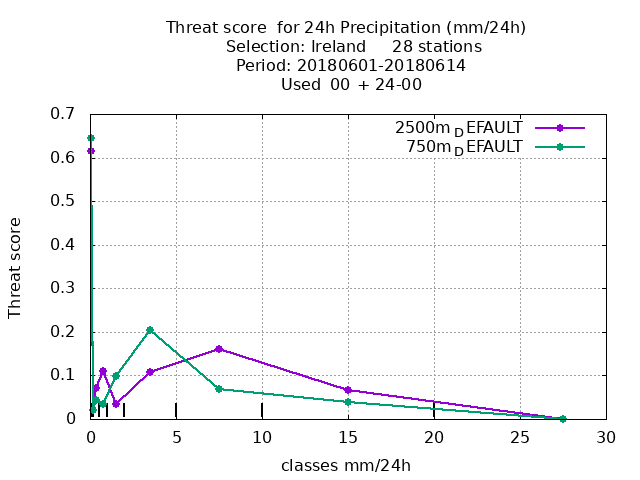 Threat score  for 24h Precipitation (mm/24h)
Selection: Ireland     28 stations
Period: 20180601-20180614
Used  00 + 24-00
2500m_DEFAULT
750m_DEFAULT
0.7
0.6
0.5
0.4
0.3
0.2
0.1
0
Threat score
0 5 10 15 20 25 30
classes mm/24h